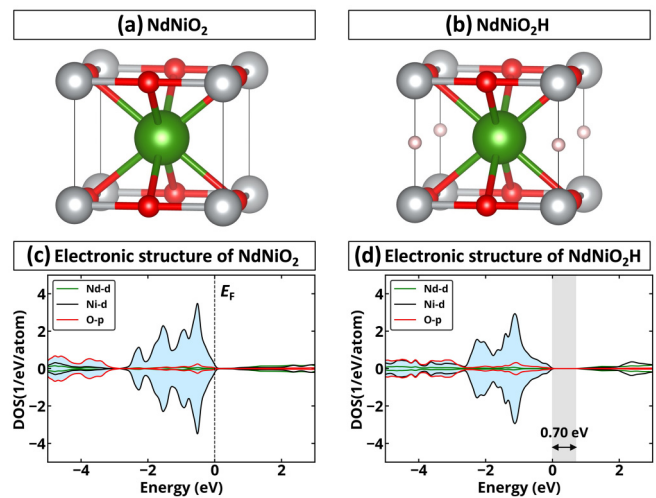 (a) NdNiO₂
(b) NdNiO₂H
(c) Electronic structure of NdNiO₂
(d) Electronic structure of NdNiO₂H
DOS(1/eV/atom)
4
2
0
2
−4
Nd-d
Ni-d
O-p
E_F
−4
−2
0
2
Energy (eV)
DOS(1/eV/atom)
4
2
0
2
−4
Nd-d
Ni-d
O-p
0.70 eV
−4
−2
0
2
Energy (eV)